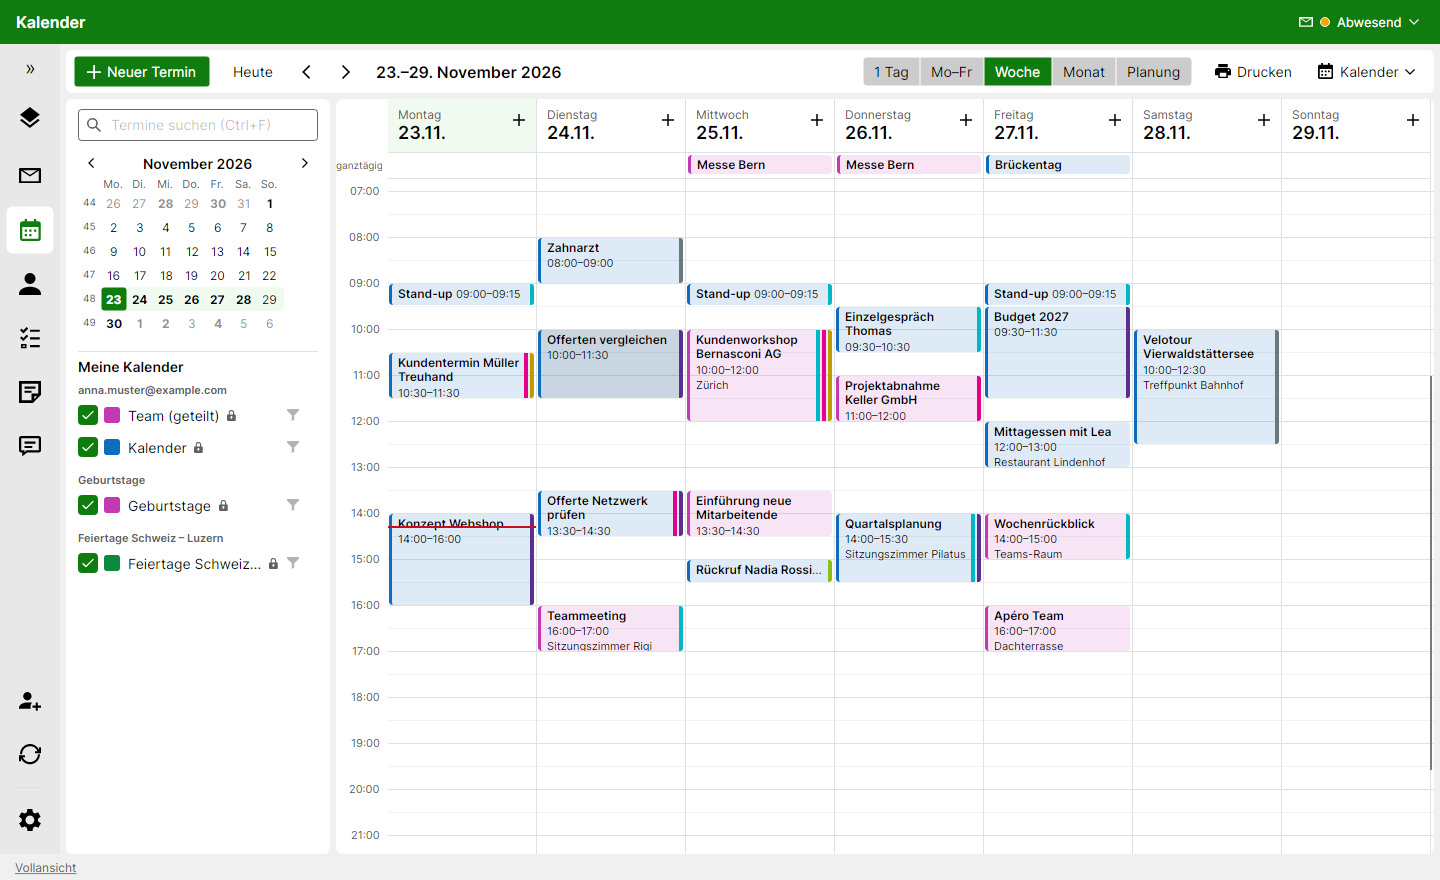 Kalender
Abwesend
Neuer Termin
Heute
23.–29. November 2026
1 Tag
Mo–Fr
Woche
Monat
Planung
Drucken
Kalender
Termine suchen (Ctrl+F)
November 2026
Mo. Di. Mi. Do. Fr. Sa. So.
44 26 27 28 29 30 31 1
45 2 3 4 5 6 7 8
46 9 10 11 12 13 14 15
47 16 17 18 19 20 21 22
48 23 24 25 26 27 28 29
49 30 1 2 3 4 5 6
Meine Kalender
anna.muster@example.com
Team (geteilt)
Kalender
Geburtstage
Geburtstage
Feiertage Schweiz – Luzern
Feiertage Schweiz...
Montag
23.11.
Dienstag
24.11.
Mittwoch
25.11.
Donnerstag
26.11.
Freitag
27.11.
Samstag
28.11.
Sonntag
29.11.
ganztägig
Messe Bern
Messe Bern
Brückentag
07:00
08:00
09:00
10:00
11:00
12:00
13:00
14:00
15:00
16:00
17:00
18:00
19:00
20:00
21:00
Stand-up 09:00–09:15
Kundentermin Müller
Treuhand
10:30–11:30
Konzept Webshop
14:00–16:00
Zahnarzt
08:00–09:00
Offerten vergleichen
10:00–11:30
Offerte Netzwerk
prüfen
13:30–14:30
Teammeeting
16:00–17:00
Sitzungszimmer Rigi
Stand-up 09:00–09:15
Kundenworkshop
Bernasconi AG
10:00–12:00
Zürich
Einführung neue
Mitarbeitende
13:30–14:30
Rückruf Nadia Rossi...
Einzelgespräch
Thomas
09:30–10:30
Projektabnahme
Keller GmbH
11:00–12:00
Quartalsplanung
14:00–15:30
Sitzungszimmer Pilatus
Stand-up 09:00–09:15
Budget 2027
09:30–11:30
Mittagessen mit Lea
12:00–13:00
Restaurant Lindenhof
Wochenrückblick
14:00–15:00
Teams-Raum
Apéro Team
16:00–17:00
Dachterrasse
Velotour
Vierwaldstättersee
10:00–12:30
Treffpunkt Bahnhof
Vollansicht